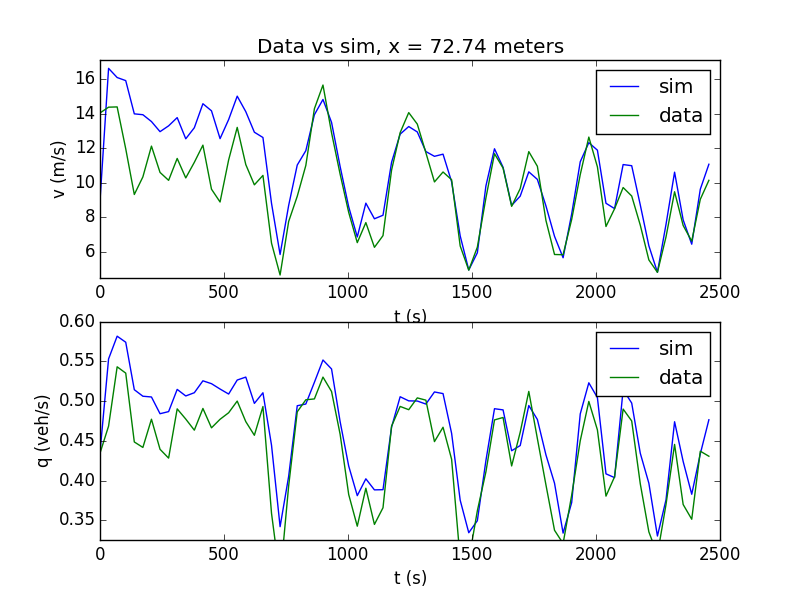 Data vs sim, x = 72.74 meters
16
14
12
10
8
6
v (m/s)
sim
data
0 500 1000 1500 2000 2500
t (s)
0.60
0.55
0.50
0.45
0.40
0.35
q (veh/s)
sim
data
0 500 1000 1500 2000 2500
t (s)